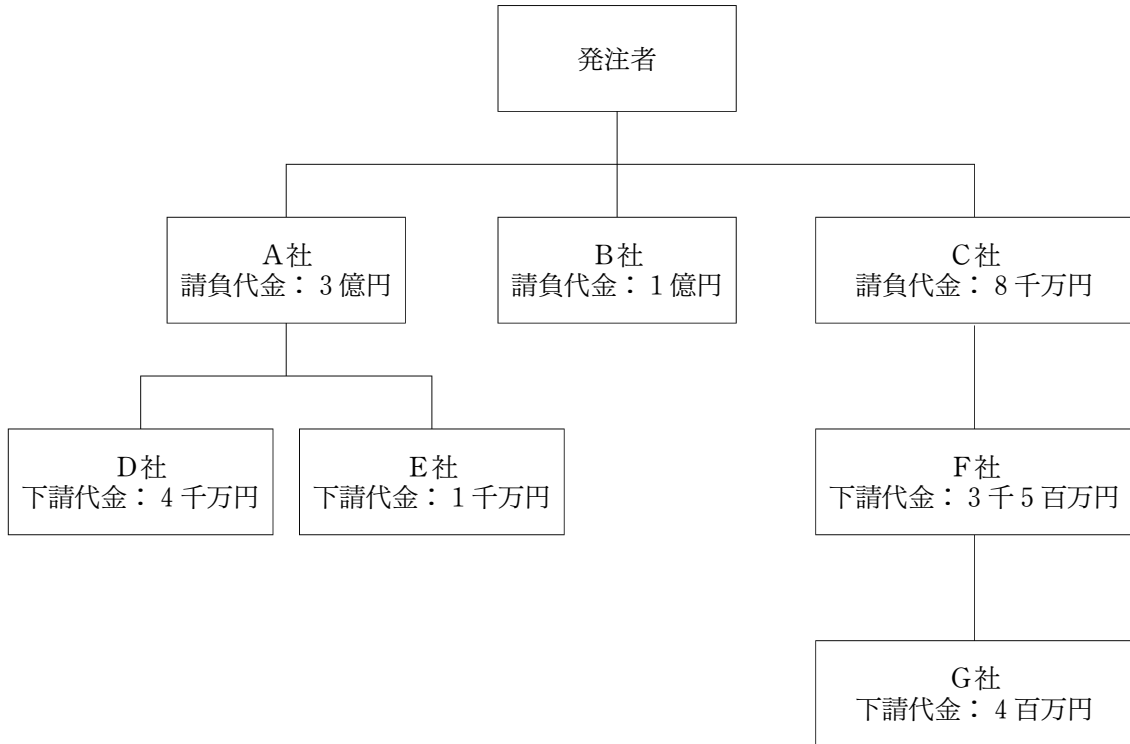 発注者
A社
請負代金：3億円
B社
請負代金：1億円
C社
請負代金：8千万円
D社
下請代金：4千万円
E社
下請代金：1千万円
F社
下請代金：3千5百万円
G社
下請代金：4百万円